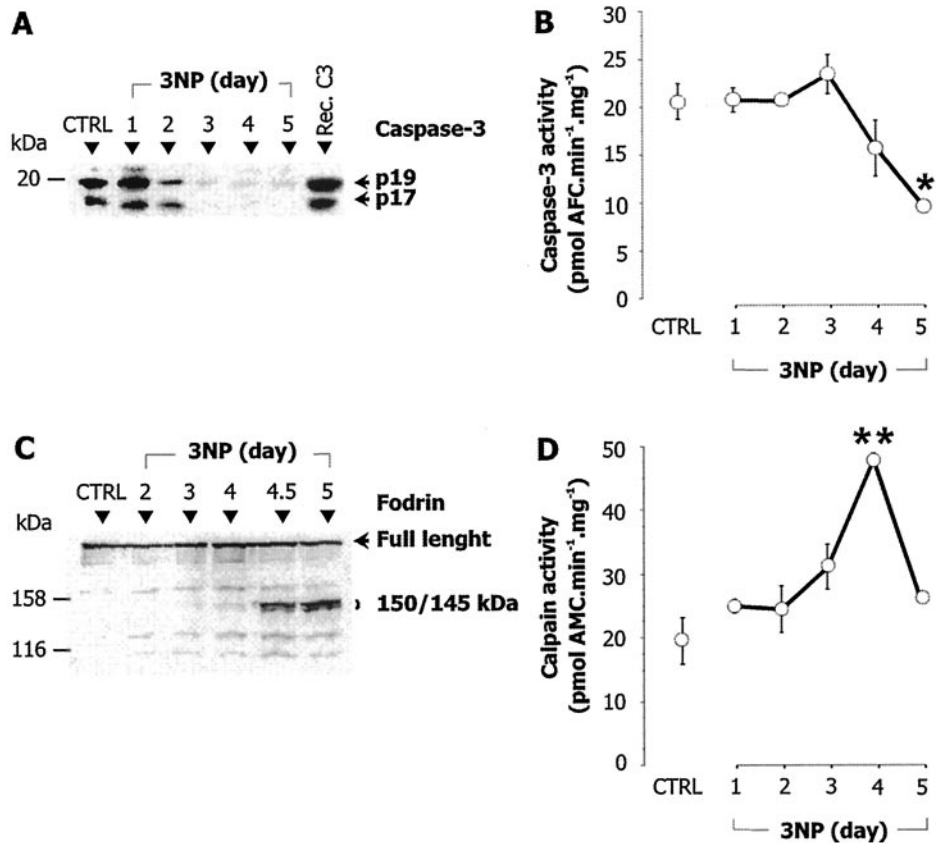 A
3NP (day)
Rec. C3
CTRL 1 2 3 4 5
Caspase-3
kDa
20
p19
p17
B
Caspase-3 activity
(pmol AFC.min⁻¹.mg⁻¹)
30
25
20
15
10
5
0
*
CTRL 1 2 3 4 5
3NP (day)
C
3NP (day)
CTRL 2 3 4 4.5 5
Fodrin
kDa
Full lenght
158
150/145 kDa
116
D
Calpain activity
(pmol AMC.min⁻¹.mg⁻¹)
50
40
30
20
10
0
**
CTRL 1 2 3 4 5
3NP (day)